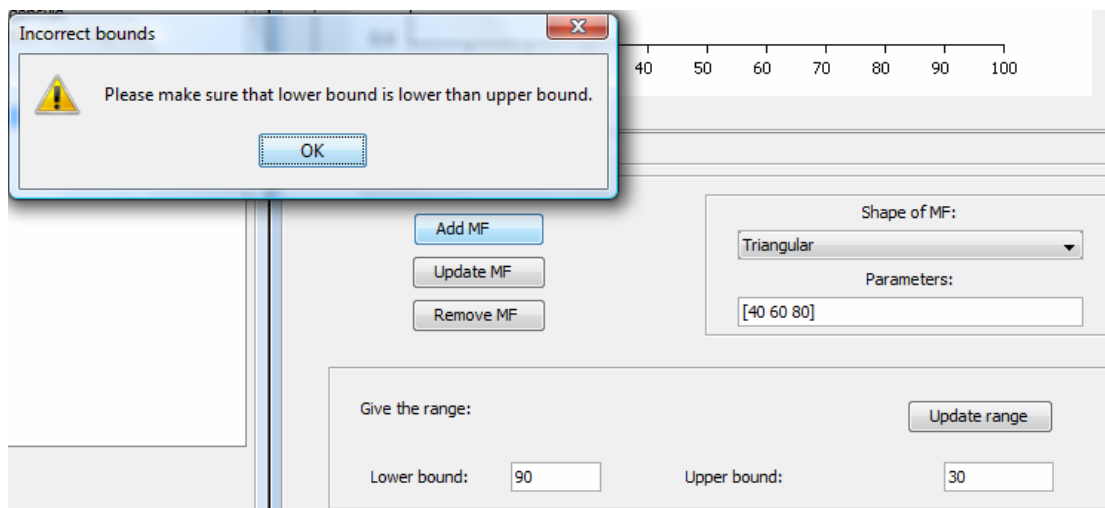 Incorrect bounds
Please make sure that lower bound is lower than upper bound.
OK
40 50 60 70 80 90 100
Add MF
Update MF
Remove MF
Shape of MF:
Triangular
Parameters:
[40 60 80]
Give the range:
Update range
Lower bound: 90 Upper bound: 30